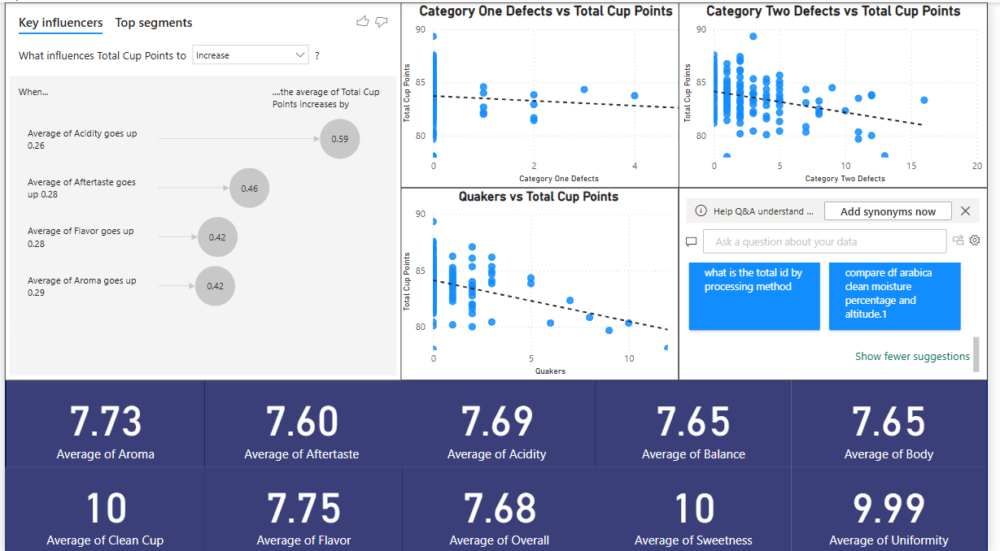 Key influencers
Top segments
What influences Total Cup Points to
Increase
?
When...
....the average of Total Cup
Points increases by
Average of Acidity goes up
0.26
0.59
Average of Aftertaste goes
up 0.28
0.46
Average of Flavor goes up
0.28
0.42
Average of Aroma goes up
0.29
0.42
Category One Defects vs Total Cup Points
Total Cup Points
90
85
80
0
2
4
Category One Defects
Category Two Defects vs Total Cup Points
Total Cup Points
90
85
80
0
5
10
15
20
Category Two Defects
Quakers vs Total Cup Points
Total Cup Points
90
85
80
0
5
10
Quakers
Help Q&A understand ...
Add synonyms now
Ask a question about your data
what is the total id by
processing method
compare df arabica
clean moisture
percentage and
altitude.1
Show fewer suggestions
7.73
Average of Aroma
7.60
Average of Aftertaste
7.69
Average of Acidity
7.65
Average of Balance
7.65
Average of Body
10
Average of Clean Cup
7.75
Average of Flavor
7.68
Average of Overall
10
Average of Sweetness
9.99
Average of Uniformity